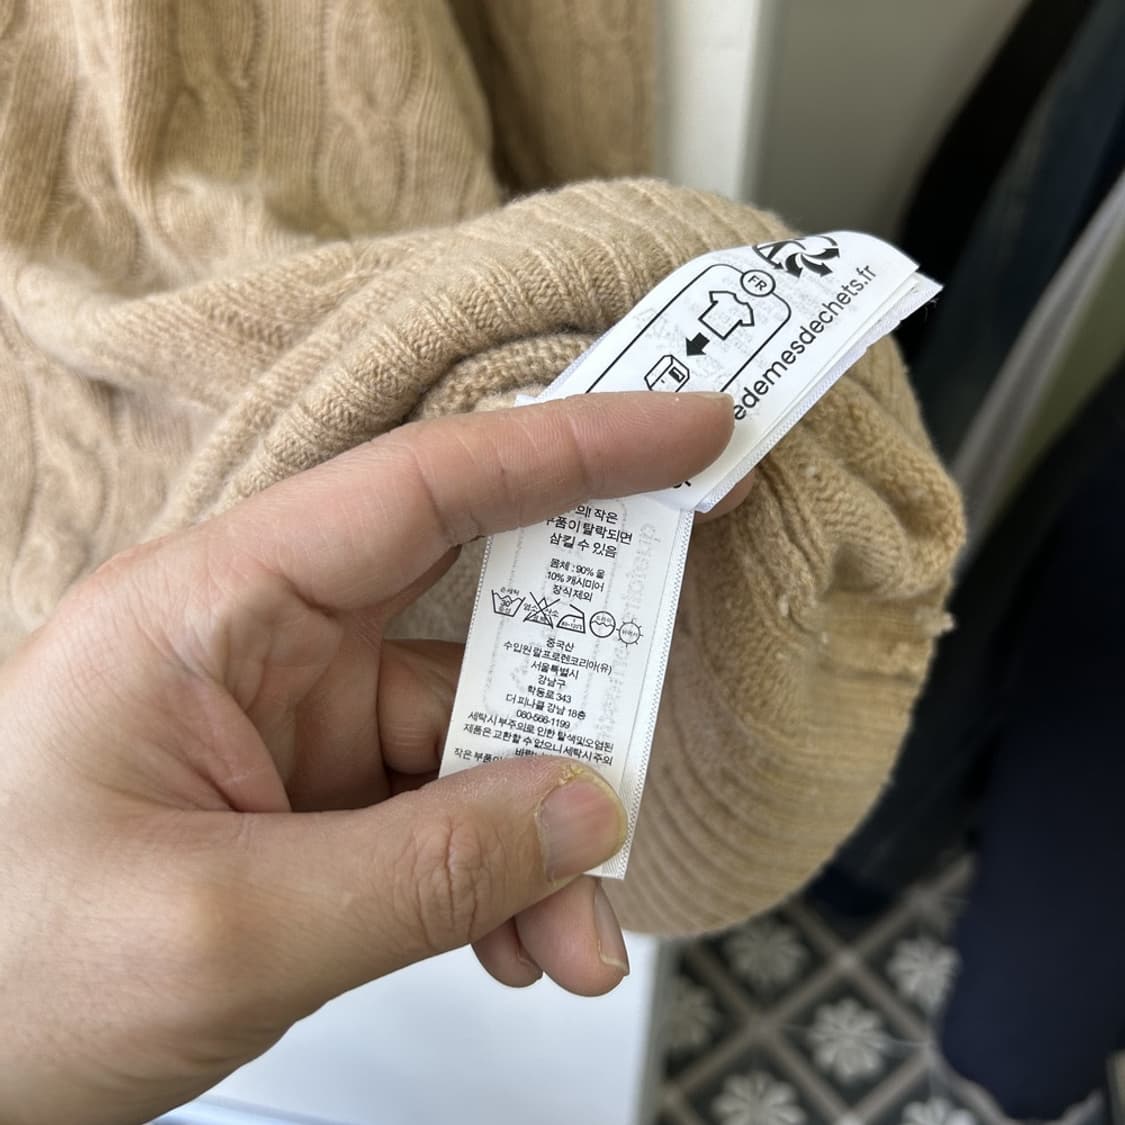 FR
edemesdechets.fr
의! 작은
부품이 탈락되면
삼킬 수 있음
몸체 : 90% 울
10% 캐시미어
장식제외
중국산
수입원:랄프로렌코리아(유)
서울특별시
강남구
학동로 343
더 피나클 강남 18층
080-566-1199
세탁시 부주의로 인한 탈색및오염된
제품은 교환할 수 없으니 세탁시 주의
작은 부품이